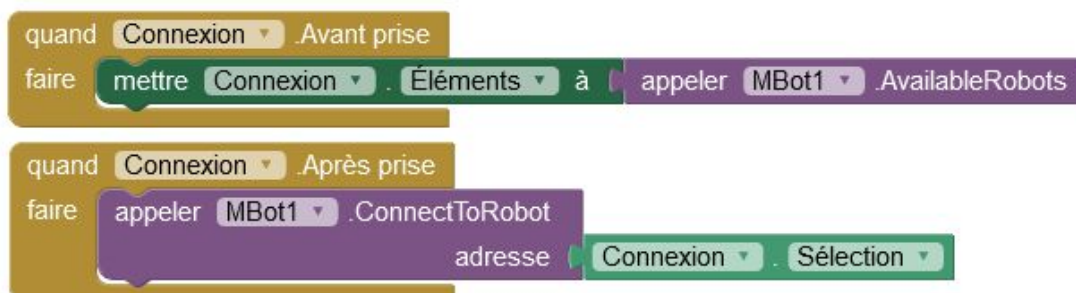 quand Connexion .Avant prise
faire mettre Connexion . Éléments à appeler MBot1 .AvailableRobots
quand Connexion .Après prise
faire appeler MBot1 .ConnectToRobot
adresse Connexion . Sélection